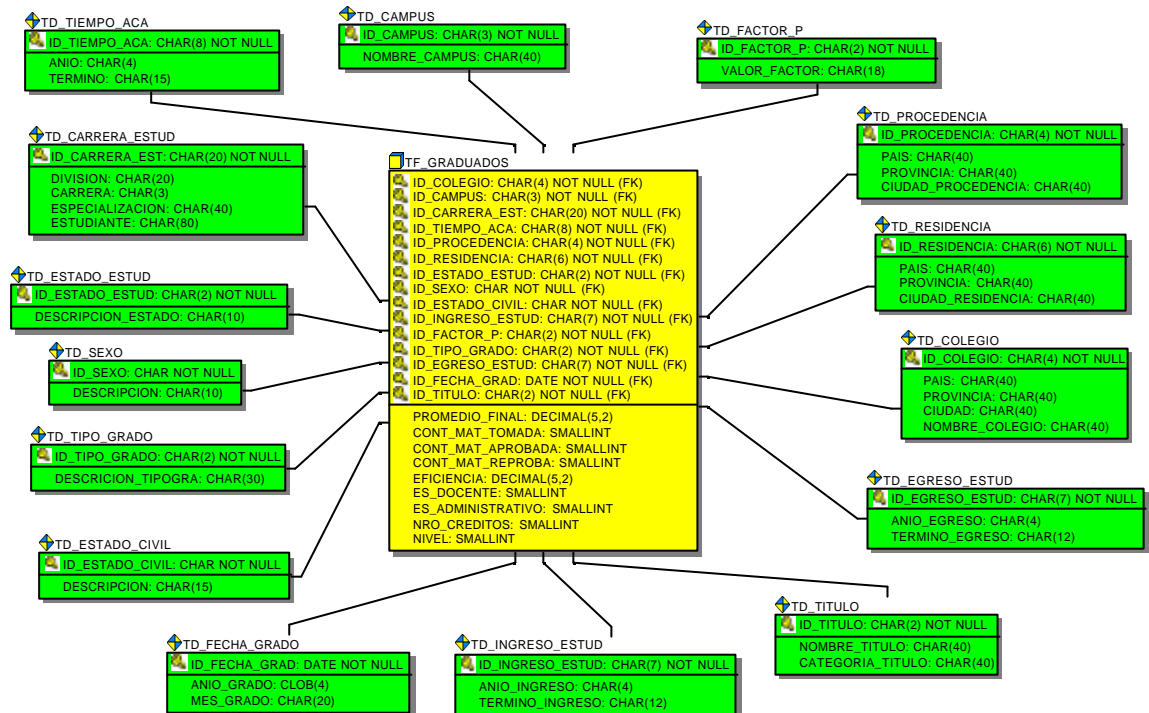 TD_TIEMPO_ACA
ID_TIEMPO_ACA: CHAR(8) NOT NULL
ANIO: CHAR(4)
TERMINO: CHAR(15)
TD_CAMPUS
ID_CAMPUS: CHAR(3) NOT NULL
NOMBRE_CAMPUS: CHAR(40)
TD_FACTOR_P
ID_FACTOR_P: CHAR(2) NOT NULL
VALOR_FACTOR: CHAR(18)
TD_CARRERA_ESTUD
ID_CARRERA_EST: CHAR(20) NOT NULL
DIVISION: CHAR(20)
CARRERA: CHAR(3)
ESPECIALIZACION: CHAR(40)
ESTUDIANTE: CHAR(80)
TD_ESTADO_ESTUD
ID_ESTADO_ESTUD: CHAR(2) NOT NULL
DESCRIPCION_ESTADO: CHAR(10)
TD_SEXO
ID_SEXO: CHAR NOT NULL
DESCRIPCION: CHAR(10)
TD_TIPO_GRADO
ID_TIPO_GRADO: CHAR(2) NOT NULL
DESCRICION_TIPOGRA: CHAR(30)
TD_ESTADO_CIVIL
ID_ESTADO_CIVIL: CHAR NOT NULL
DESCRIPCION: CHAR(15)
TF_GRADUADOS
ID_COLEGIO: CHAR(4) NOT NULL (FK)
ID_CAMPUS: CHAR(3) NOT NULL (FK)
ID_CARRERA_EST: CHAR(20) NOT NULL (FK)
ID_TIEMPO_ACA: CHAR(8) NOT NULL (FK)
ID_PROCEDENCIA: CHAR(4) NOT NULL (FK)
ID_RESIDENCIA: CHAR(6) NOT NULL (FK)
ID_ESTADO_ESTUD: CHAR(2) NOT NULL (FK)
ID_SEXO: CHAR NOT NULL (FK)
ID_ESTADO_CIVIL: CHAR NOT NULL (FK)
ID_INGRESO_ESTUD: CHAR(7) NOT NULL (FK)
ID_FACTOR_P: CHAR(2) NOT NULL (FK)
ID_TIPO_GRADO: CHAR(2) NOT NULL (FK)
ID_EGRESO_ESTUD: CHAR(7) NOT NULL (FK)
ID_FECHA_GRAD: DATE NOT NULL (FK)
ID_TITULO: CHAR(2) NOT NULL (FK)
PROMEDIO_FINAL: DECIMAL(5,2)
CONT_MAT_TOMADA: SMALLINT
CONT_MAT_APROBADA: SMALLINT
CONT_MAT_REPROBA: SMALLINT
EFICIENCIA: DECIMAL(5,2)
ES_DOCENTE: SMALLINT
ES_ADMINISTRATIVO: SMALLINT
NRO_CREDITOS: SMALLINT
NIVEL: SMALLINT
TD_PROCEDENCIA
ID_PROCEDENCIA: CHAR(4) NOT NULL
PAIS: CHAR(40)
PROVINCIA: CHAR(40)
CIUDAD_PROCEDENCIA: CHAR(40)
TD_RESIDENCIA
ID_RESIDENCIA: CHAR(6) NOT NULL
PAIS: CHAR(40)
PROVINCIA: CHAR(40)
CIUDAD_RESIDENCIA: CHAR(40)
TD_COLEGIO
ID_COLEGIO: CHAR(4) NOT NULL
PAIS: CHAR(40)
PROVINCIA: CHAR(40)
CIUDAD: CHAR(40)
NOMBRE_COLEGIO: CHAR(40)
TD_EGRESO_ESTUD
ID_EGRESO_ESTUD: CHAR(7) NOT NULL
ANIO_EGRESO: CHAR(4)
TERMINO_EGRESO: CHAR(12)
TD_FECHA_GRADO
ID_FECHA_GRAD: DATE NOT NULL
ANIO_GRADO: CLOB(4)
MES_GRADO: CHAR(20)
TD_INGRESO_ESTUD
ID_INGRESO_ESTUD: CHAR(7) NOT NULL
ANIO_INGRESO: CHAR(4)
TERMINO_INGRESO: CHAR(12)
TD_TITULO
ID_TITULO: CHAR(2) NOT NULL
NOMBRE_TITULO: CHAR(40)
CATEGORIA_TITULO: CHAR(40)